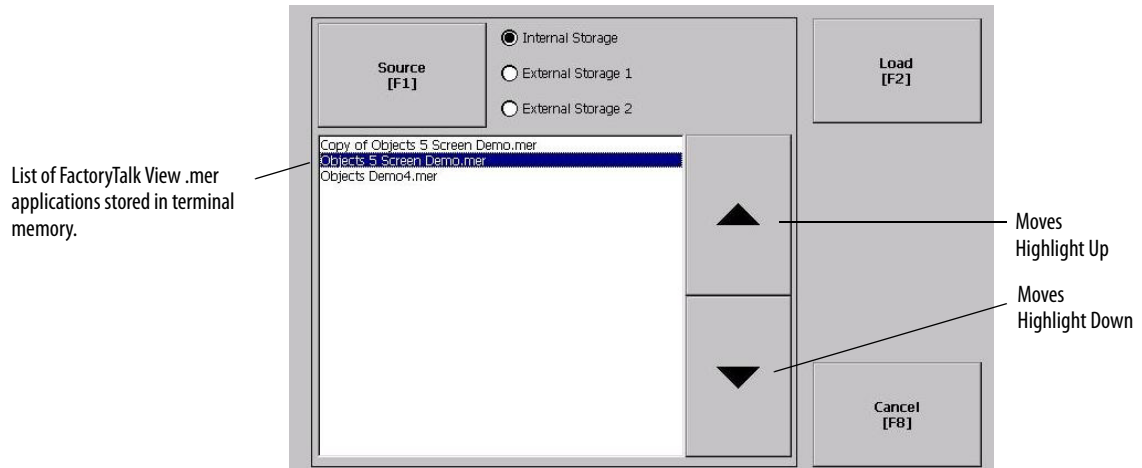 Source
[F1]
Internal Storage
External Storage 1
External Storage 2
Load
[F2]
Copy of Objects 5 Screen Demo.mer
Objects 5 Screen Demo.mer
Objects Demo4.mer
List of FactoryTalk View .mer
applications stored in terminal
memory.
Moves
Highlight Up
Moves
Highlight Down
Cancel
[F8]